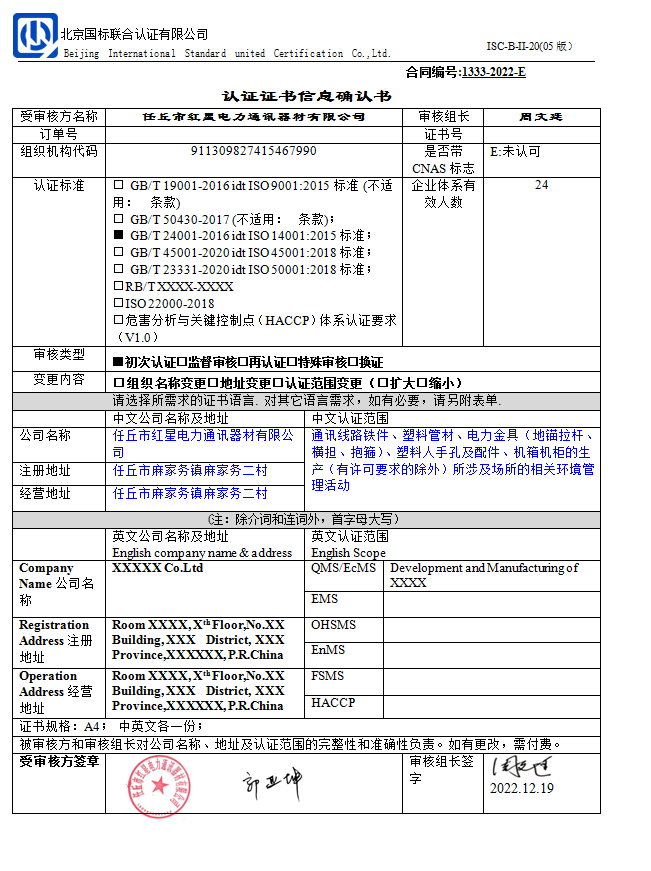 北京国标联合认证有限公司
Beijing International Standard united Certification Co.,Ltd.
ISC-B-II-20(05版)
合同编号:1333-2022-E
认证证书信息确认书
受审核方名称 任丘市红星电力通讯器材有限公司 审核组长 周文廷
订单号 证书号
组织机构代码 911309827415467990 是否带 E:未认可
CNAS 标志
认证标准
□ GB/T 19001-2016 idt ISO 9001:2015 标准 (不适
用: 条款)
□ GB/T 50430-2017 (不适用: 条款);
■ GB/T 24001-2016 idt ISO 14001:2015 标准;
□ GB/T 45001-2020 idt ISO 45001:2018 标准;
□ GB/T 23331-2020 idt ISO 50001:2018 标准;
□RB/T XXXX-XXXX
□ISO 22000-2018
□危害分析与关键控制点(HACCP)体系认证要求
(V1.0)
企业体系有 24
效人数
审核类型 ■初次认证□监督审核□再认证□特殊审核□换证
变更内容 □组织名称变更□地址变更□认证范围变更(□扩大□缩小)
请选择所需求的证书语言. 对其它语言需求,如有必要,请另附表单.
中文公司名称及地址 中文认证范围
公司名称 任丘市红星电力通讯器材有限公
司
注册地址 任丘市麻家务镇麻家务二村
经营地址 任丘市麻家务镇麻家务二村
通讯线路铁件、塑料管材、电力金具(地锚拉杆、
横担、抱箍)、塑料人手孔及配件、机箱机柜的生
产(有许可要求的除外)所涉及场所的相关环境管
理活动
(注:除介词和连词外,首字母大写)
英文公司名称及地址 英文认证范围
English company name & address English Scope
Company XXXXX Co.Ltd QMS/EcMS Development and Manufacturing of
Name 公司名 XXXX
称 EMS
Registration Room XXXX, Xth Floor,No.XX OHSMS
Address 注册 Building, XXX District, XXX
地址 Province,XXXXXX, P.R.China EnMS
Operation Room XXXX, Xth Floor,No.XX FSMS
Address 经营 Building, XXX District, XXX
地址 Province,XXXXXX, P.R.China HACCP
证书规格:A4; 中英文各一份;
被审核方和审核组长对公司名称、地址及认证范围的完整性和准确性负责。如有更改,需付费。
受审核方签章 任丘市红星电力通讯器材有限公司 郭亚坤 审核组长签 周文廷
字 2022.12.19